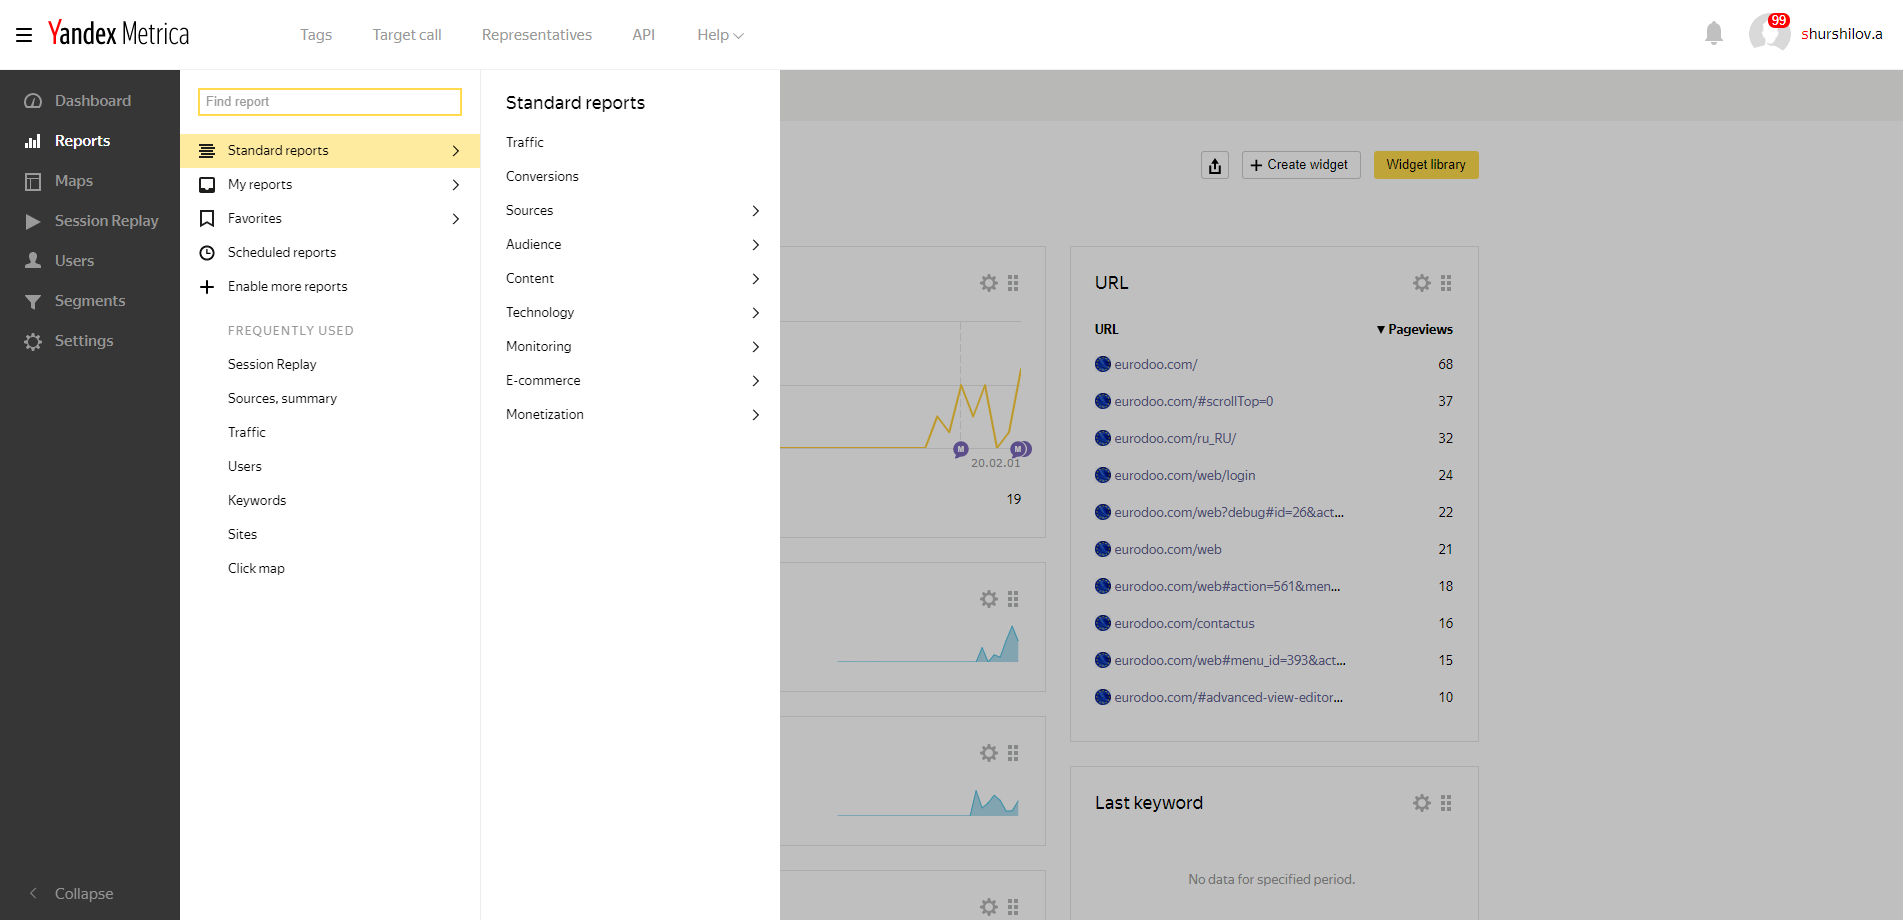 Yandex Metrica
Tags
Target call
Representatives
API
Help
99
shurshilov.a
Dashboard
Reports
Maps
Session Replay
Users
Segments
Settings
Collapse
Find report
Standard reports
My reports
Favorites
Scheduled reports
Enable more reports
FREQUENTLY USED
Session Replay
Sources, summary
Traffic
Users
Keywords
Sites
Click map
Standard reports
Traffic
Conversions
Sources
Audience
Content
Technology
Monitoring
E-commerce
Monetization
+ Create widget
Widget library
M
M
20.02.01
19
URL
URL ▼ Pageviews
eurodoo.com/ 68
eurodoo.com/#scrollTop=0 37
eurodoo.com/ru_RU/ 32
eurodoo.com/web/login 24
eurodoo.com/web?debug#id=26&act... 22
eurodoo.com/web 21
eurodoo.com/web#action=561&men... 18
eurodoo.com/contactus 16
eurodoo.com/web#menu_id=393&act... 15
eurodoo.com/#advanced-view-editor... 10
Last keyword
No data for specified period.